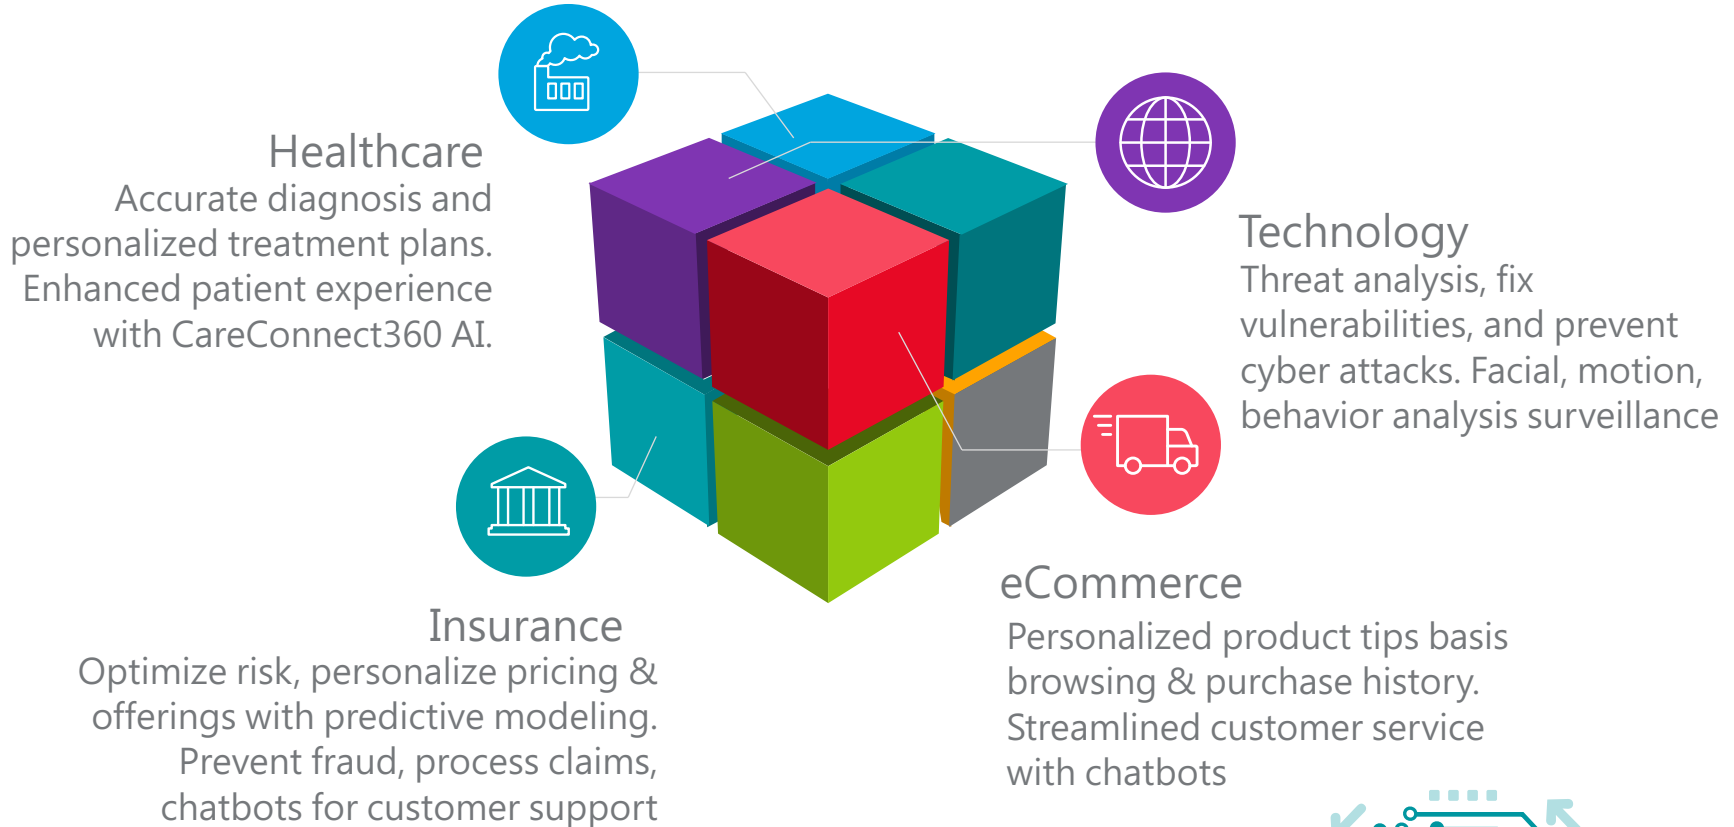 Healthcare
Accurate diagnosis and
personalized treatment plans.
Enhanced patient experience
with CareConnect360 AI.
Technology
Threat analysis, fix
vulnerabilities, and prevent
cyber attacks. Facial, motion,
behavior analysis surveillance
Insurance
Optimize risk, personalize pricing &
offerings with predictive modeling.
Prevent fraud, process claims,
chatbots for customer support
eCommerce
Personalized product tips basis
browsing & purchase history.
Streamlined customer service
with chatbots